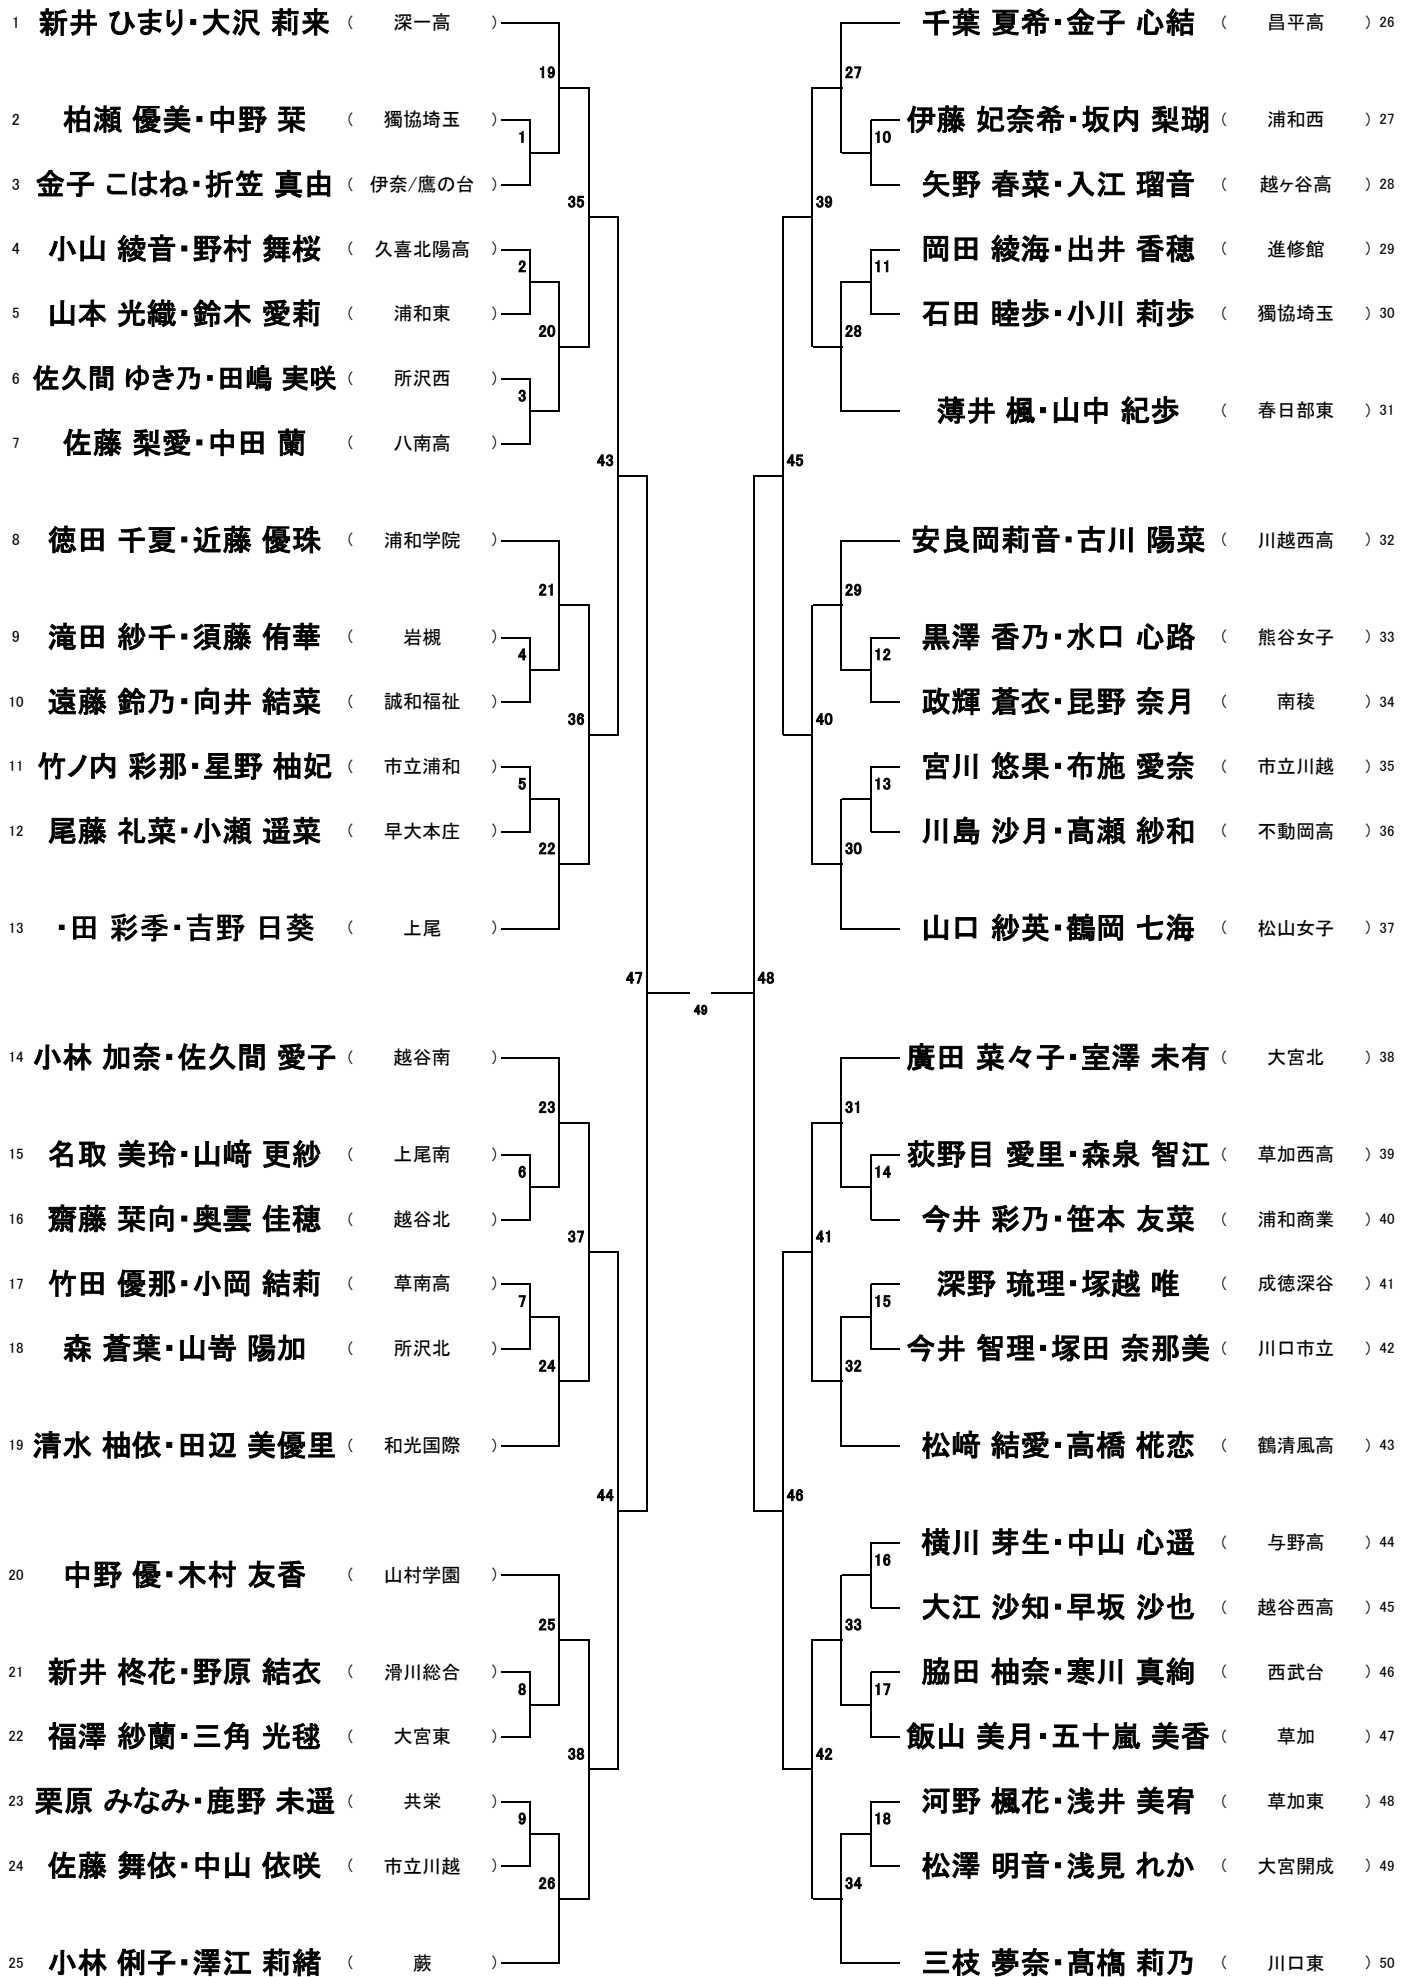 1 新井 ひまり・大沢 莉来 ( 深一高 )
19
2 柏瀬 優美・中野 栞 ( 獨協埼玉 )
1
3 金子 こはね・折笠 真由 ( 伊奈/鷹の台 )
35
4 小山 綾音・野村 舞桜 ( 久喜北陽高 )
2
5 山本 光織・鈴木 愛莉 ( 浦和東 )
20
6 佐久間 ゆき乃・田嶋 実咲 ( 所沢西 )
3
7 佐藤 梨愛・中田 蘭 ( 八南高 )
43
8 徳田 千夏・近藤 優珠 ( 浦和学院 )
21
9 滝田 紗千・須藤 侑華 ( 岩槻 )
4
10 遠藤 鈴乃・向井 結菜 ( 誠和福祉 )
36
11 竹ノ内 彩那・星野 柚妃 ( 市立浦和 )
5
12 尾藤 礼菜・小瀬 遥菜 ( 早大本庄 )
22
13 ・田 彩季・吉野 日葵 ( 上尾 )
47
14 小林 加奈・佐久間 愛子 ( 越谷南 )
23
15 名取 美玲・山﨑 更紗 ( 上尾南 )
6
16 齋藤 栞向・奥雲 佳穂 ( 越谷北 )
37
17 竹田 優那・小岡 結莉 ( 草南高 )
7
18 森 蒼葉・山嵜 陽加 ( 所沢北 )
24
19 清水 柚依・田辺 美優里 ( 和光国際 )
44
20 中野 優・木村 友香 ( 山村学園 )
25
21 新井 柊花・野原 結衣 ( 滑川総合 )
8
22 福澤 紗蘭・三角 光毬 ( 大宮東 )
38
23 栗原 みなみ・鹿野 未遥 ( 共栄 )
9
24 佐藤 舞依・中山 依咲 ( 市立川越 )
26
25 小林 俐子・澤江 莉緒 ( 蕨 )
49
千葉 夏希・金子 心結 ( 昌平高 ) 26
27
伊藤 妃奈希・坂内 梨瑚 ( 浦和西 ) 27
10
矢野 春菜・入江 瑠音 ( 越ヶ谷高 ) 28
39
岡田 綾海・出井 香穂 ( 進修館 ) 29
11
石田 睦歩・小川 莉歩 ( 獨協埼玉 ) 30
28
薄井 楓・山中 紀歩 ( 春日部東 ) 31
45
安良岡莉音・古川 陽菜 ( 川越西高 ) 32
29
黒澤 香乃・水口 心路 ( 熊谷女子 ) 33
12
政輝 蒼衣・昆野 奈月 ( 南稜 ) 34
40
宮川 悠果・布施 愛奈 ( 市立川越 ) 35
13
川島 沙月・髙瀬 紗和 ( 不動岡高 ) 36
30
山口 紗英・鶴岡 七海 ( 松山女子 ) 37
48
廣田 菜々子・室澤 未有 ( 大宮北 ) 38
31
荻野目 愛里・森泉 智江 ( 草加西高 ) 39
14
今井 彩乃・笹本 友菜 ( 浦和商業 ) 40
41
深野 琉理・塚越 唯 ( 成徳深谷 ) 41
15
今井 智理・塚田 奈那美 ( 川口市立 ) 42
32
松﨑 結愛・高橋 椛恋 ( 鶴清風高 ) 43
46
横川 芽生・中山 心遥 ( 与野高 ) 44
16
大江 沙知・早坂 沙也 ( 越谷西高 ) 45
33
脇田 柚奈・寒川 真絢 ( 西武台 ) 46
17
飯山 美月・五十嵐 美香 ( 草加 ) 47
42
河野 楓花・浅井 美宥 ( 草加東 ) 48
18
松澤 明音・浅見 れか ( 大宮開成 ) 49
34
三枝 夢奈・髙橋 莉乃 ( 川口東 ) 50